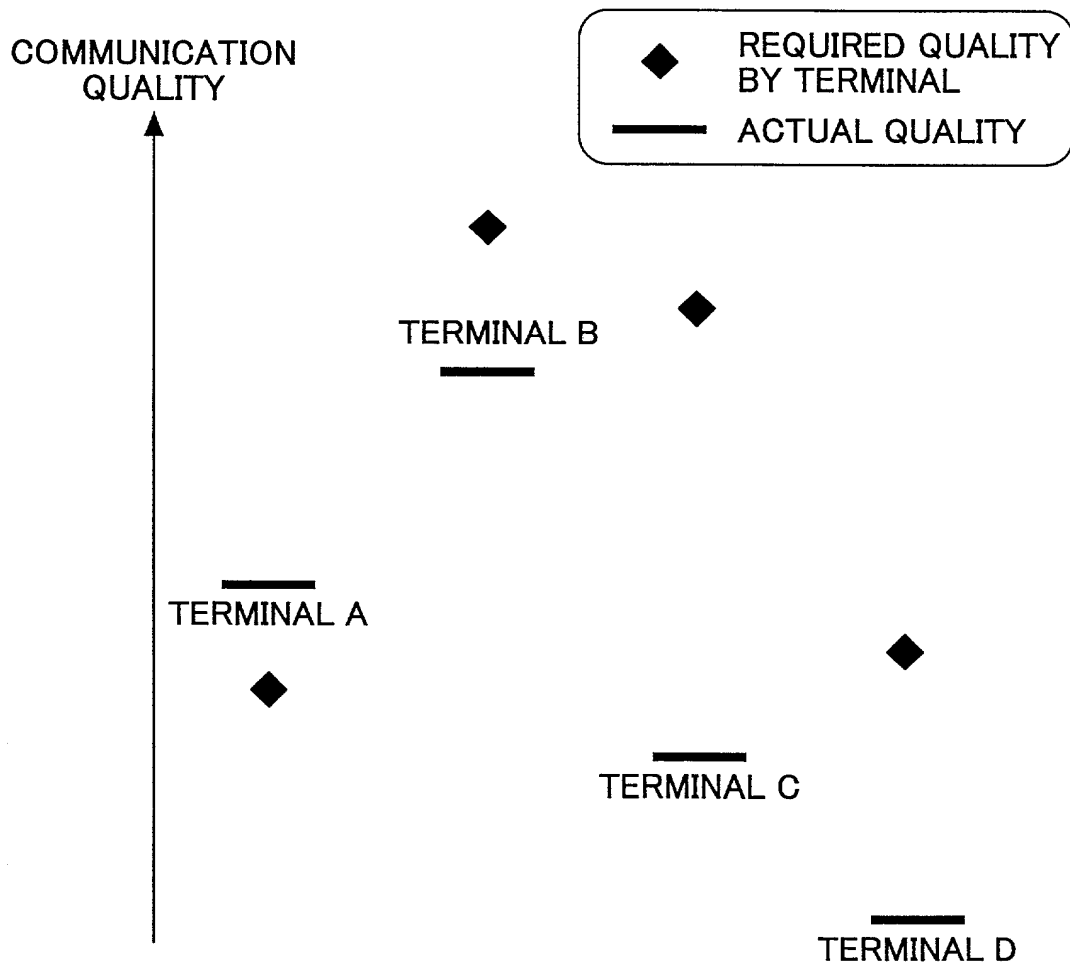 COMMUNICATION
QUALITY
REQUIRED QUALITY
BY TERMINAL
ACTUAL QUALITY
TERMINAL B
TERMINAL A
TERMINAL C
TERMINAL D